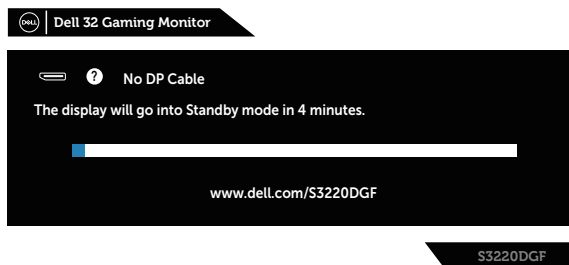 DELL Dell 32 Gaming Monitor
? No DP Cable
The display will go into Standby mode in 4 minutes.
www.dell.com/S3220DGF
S3220DGF